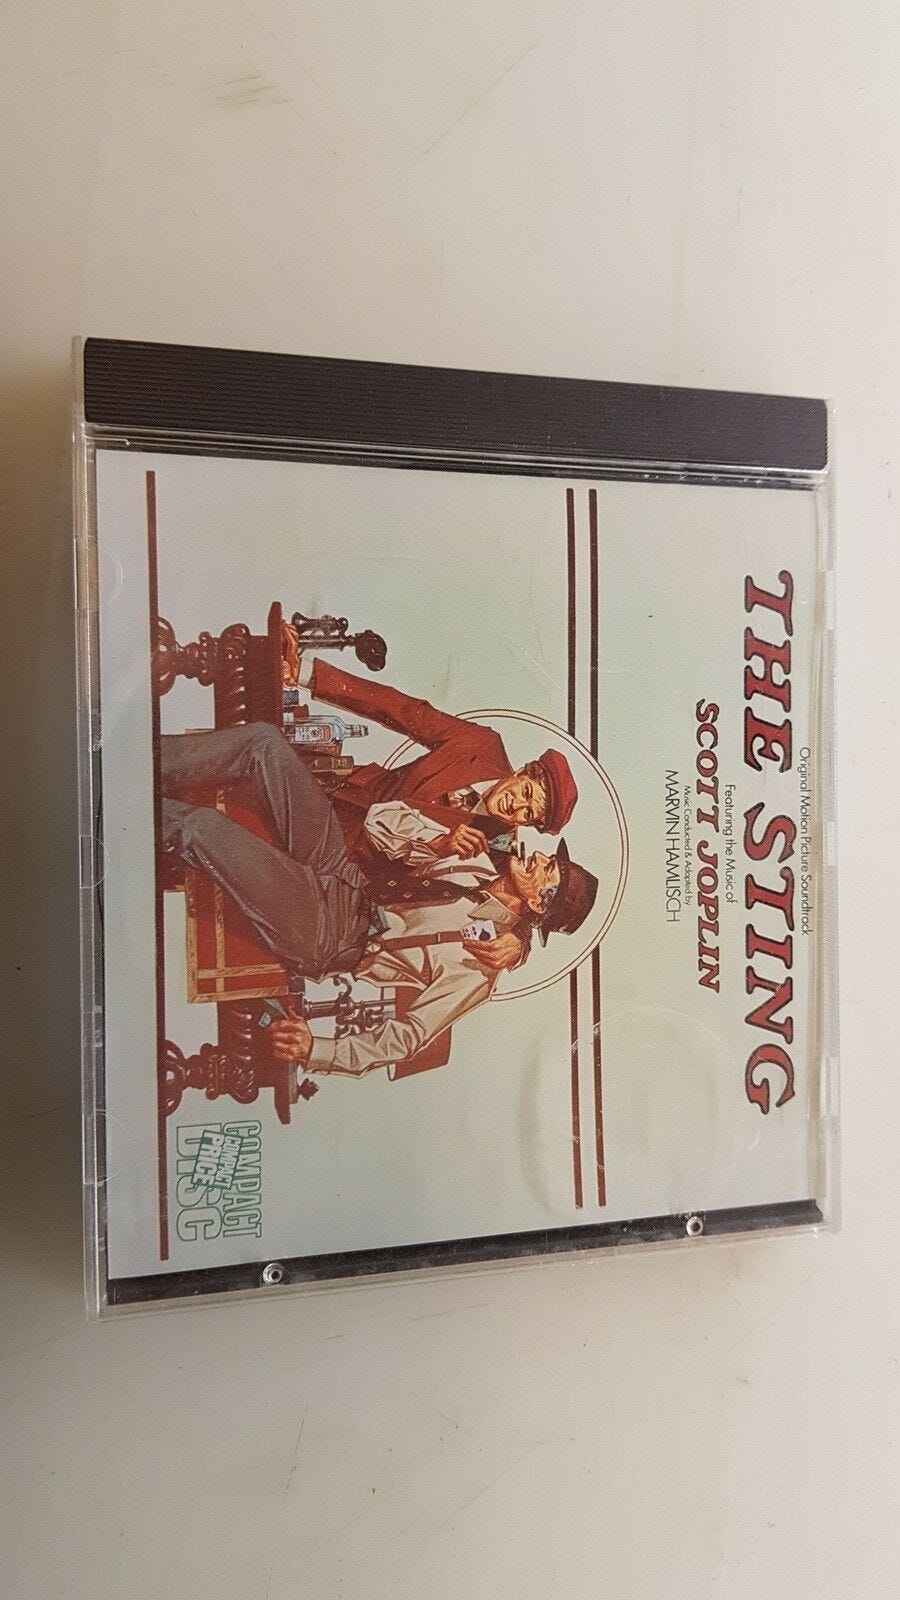 Original Motion Picture Soundtrack
THE STING
Featuring the Music of
SCOTT JOPLIN
Music Conducted & Adapted by
MARVIN HAMLISCH
COMPACT
COMPACT
PRICE
DISC